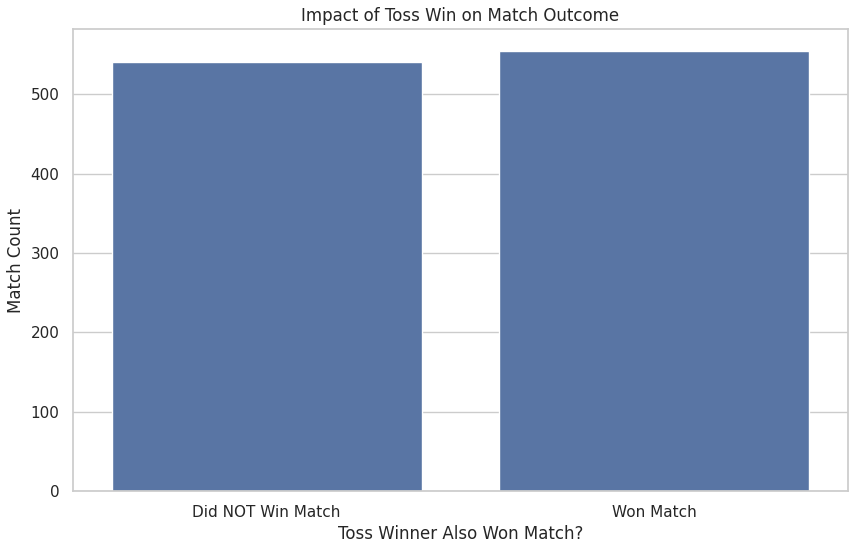 Impact of Toss Win on Match Outcome
Match Count
500
400
300
200
100
0
Did NOT Win Match Won Match
Toss Winner Also Won Match?